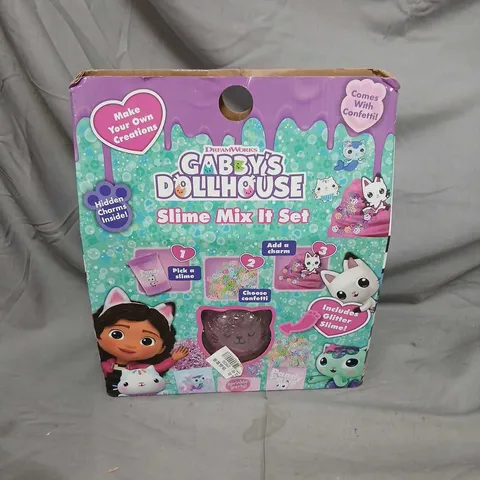 Make
Your Own
Creations
Comes
With
Confetti!
DREAMWORKS
GABBY'S
DOLLHOUSE
Hidden
Charms
Inside!
Slime Mix It Set
1
Pick a
slime
2
Choose
confetti
Add a
charm
3
Includes
Glitter
Slime!